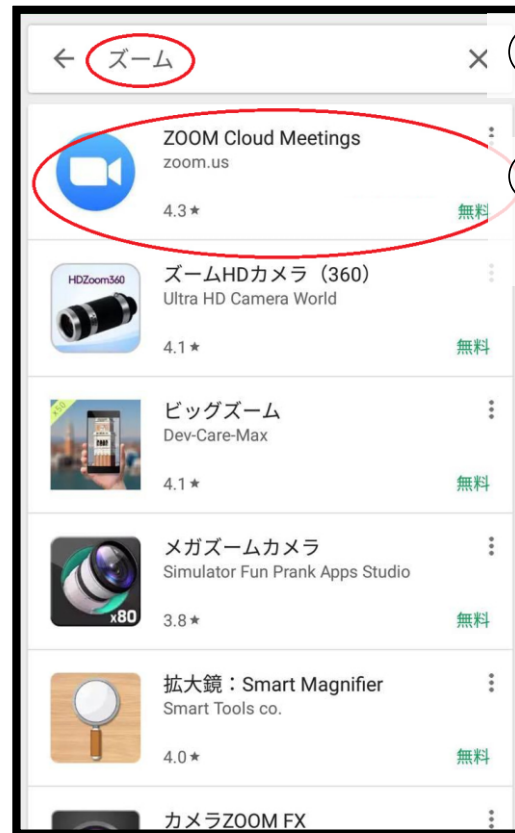 ズーム
ZOOM Cloud Meetings
zoom.us
4.3★
無料
HDZoom360
ズームHDカメラ（360）
Ultra HD Camera World
4.1★
無料
x50
ビッグズーム
Dev-Care-Max
4.1★
無料
メガズームカメラ
Simulator Fun Prank Apps Studio
x80
3.8★
無料
拡大鏡：Smart Magnifier
Smart Tools co.
4.0★
無料
カメラZOOM FX